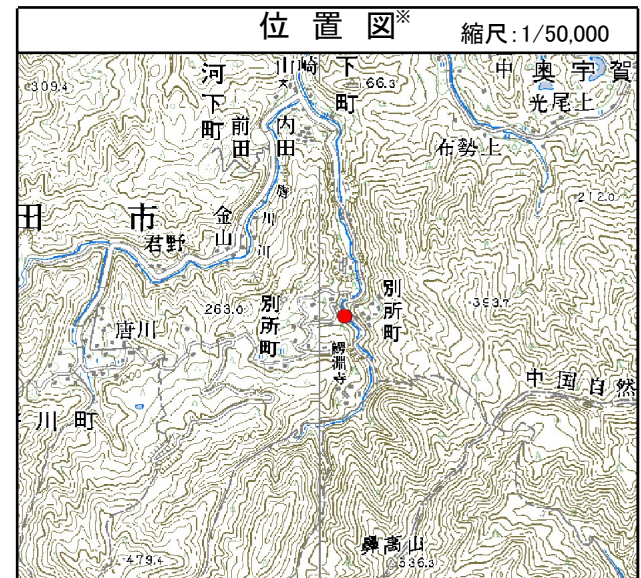 位置図※
縮尺:1/50,000
309.4
河下町
山崎
下町
66.3
中
奥宇賀
光尾上
前田
内田
布勢上
212.0
田市
金山
唐川川
君野
263.0
別所町
別所町
393.7
唐川
鰐淵寺
中国自然
川町
鼻高山
536.3
479.4